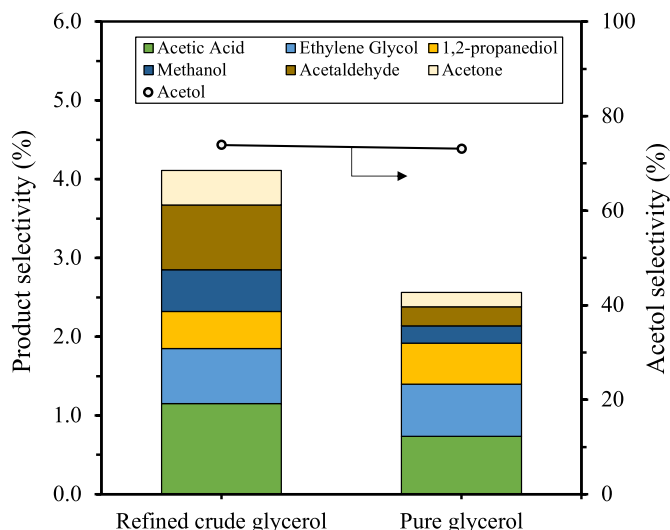 6.0
5.0
4.0
3.0
2.0
1.0
0.0
Product selectivity (%)
Acetic Acid Ethylene Glycol 1,2-propanediol
Methanol Acetaldehyde Acetone
Acetol
100
80
60
40
20
0
Acetol selectivity (%)
Refined crude glycerol Pure glycerol